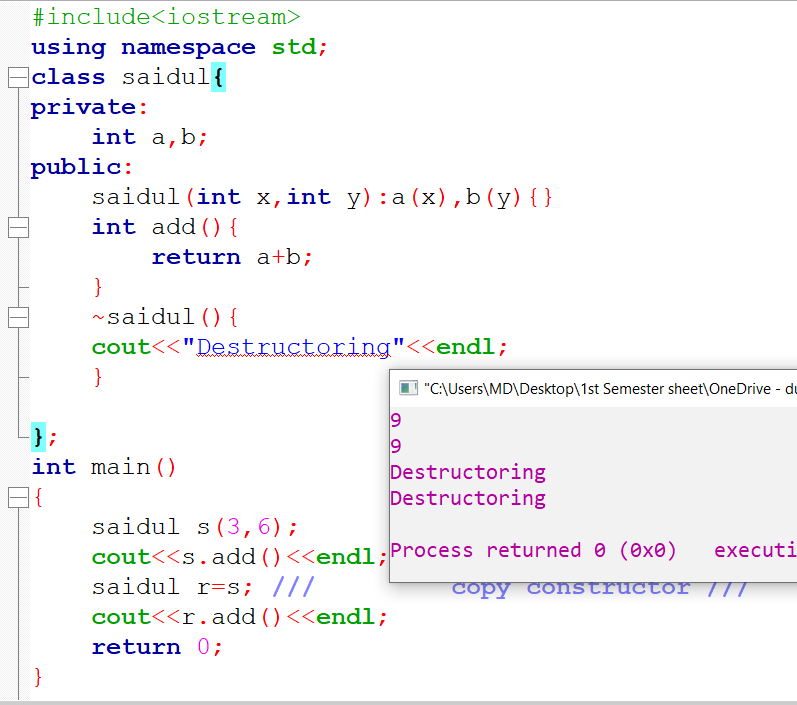 #include<iostream>
using namespace std;
class saidul{
private:
    int a,b;
public:
    saidul(int x,int y):a(x),b(y){}
    int add(){
        return a+b;
    }
    ~saidul(){
    cout<<"Destructoring"<<endl;
    }
};
int main()
{
    saidul s(3,6);
    cout<<s.add()<<endl;
    saidul r=s; ///         copy constructor ///
    cout<<r.add()<<endl;
    return 0;
}
"C:\Users\MD\Desktop\1st Semester sheet\OneDrive - du
9
9
Destructoring
Destructoring
Process returned 0 (0x0)   executi